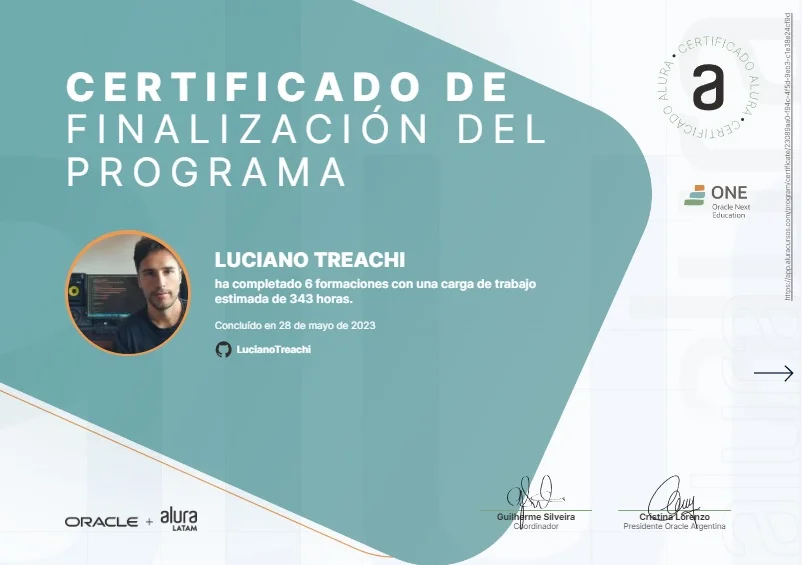 CERTIFICADO DE
FINALIZACIÓN DEL
PROGRAMA
CERTIFICADO ALURA • CERTIFICADO ALURA •
a
ONE
Oracle Next
Education
LUCIANO TREACHI
ha completado 6 formaciones con una carga de trabajo
estimada de 343 horas.
Concluído en 28 de mayo de 2023
LucianoTreachi
ORACLE + alura
LATAM
Guilherme Silveira
Coordinador
Cristina Lorenzo
Presidente Oracle Argentina